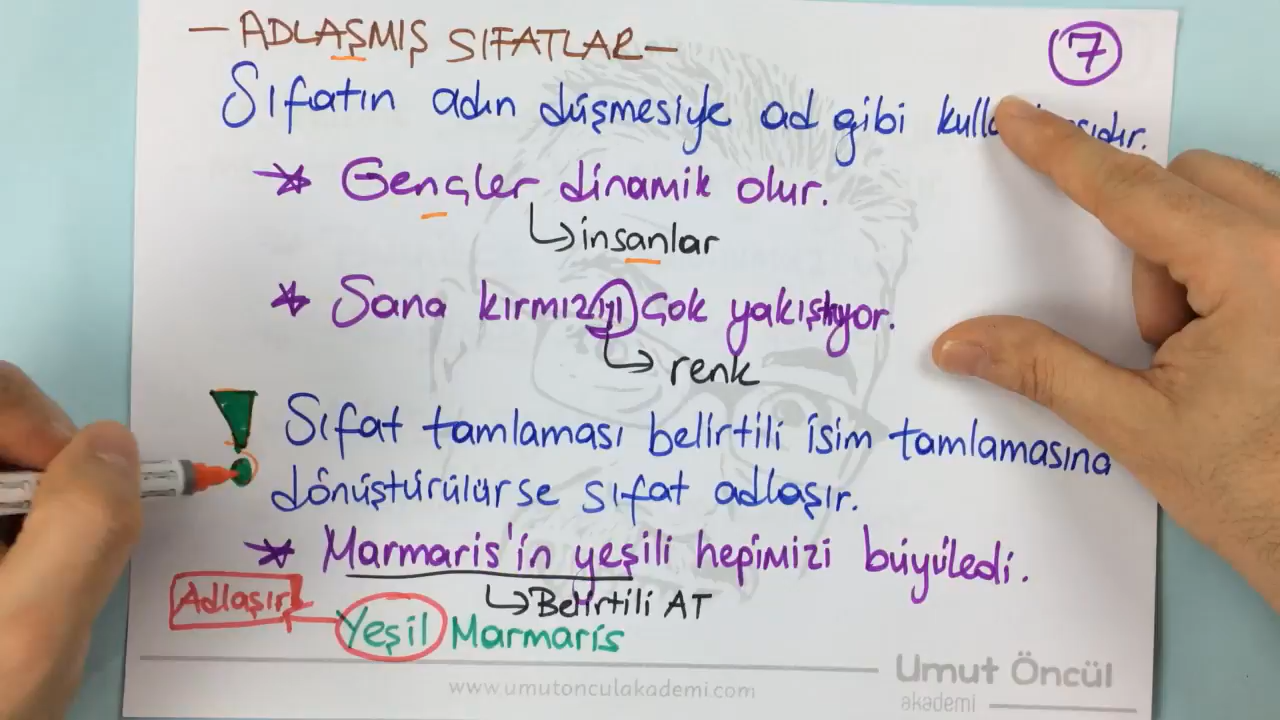 — ADLAŞMIŞ SIFATLAR —
7
Sıfatın adın düşmesiyle ad gibi
* Gençler dinamik olur.
insanlar
* Sana kırmızıyı çok yakışıyor.
renk
! Sıfat tamlaması belirtili isim tamlamasına
dönüştürülürse sıfat adlaşır.
* Marmaris'in yeşili hepimizi büyüledi.
Adlaşır
Belirtili AT
Yeşil Marmaris
www.umutonculakademi.com
Umut Öncül
akademi